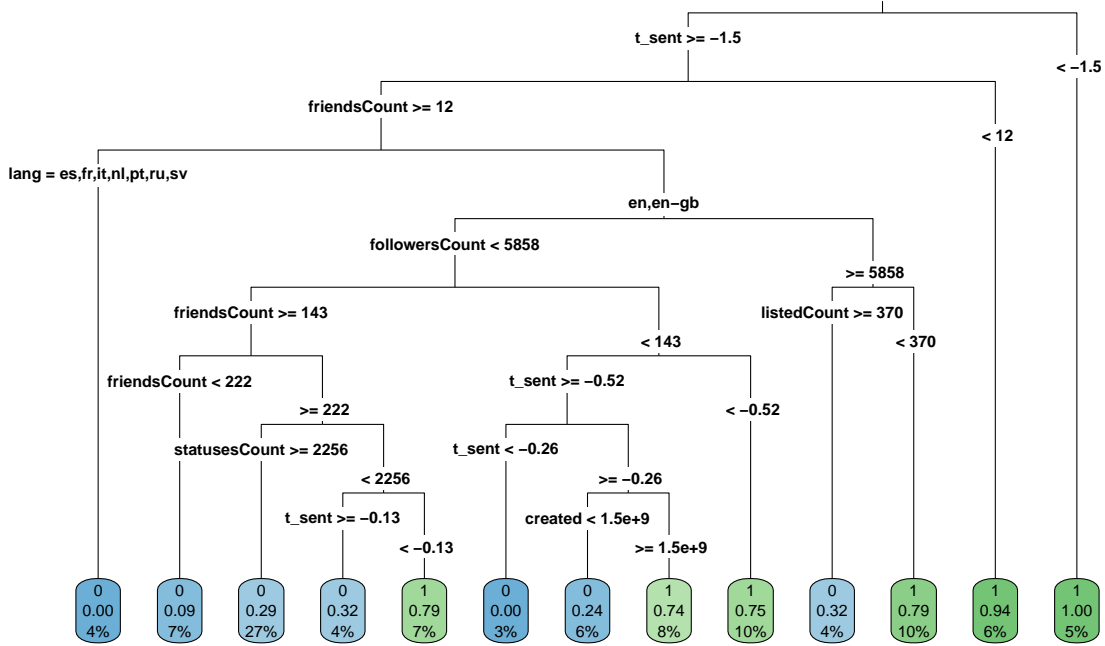 t_sent >= −1.5
< −1.5
friendsCount >= 12
< 12
lang = es,fr,it,nl,pt,ru,sv
en,en−gb
followersCount < 5858
>= 5858
friendsCount >= 143
< 143
listedCount >= 370
< 370
friendsCount < 222
>= 222
t_sent >= −0.52
< −0.52
statusesCount >= 2256
< 2256
t_sent < −0.26
>= −0.26
t_sent >= −0.13
< −0.13
created < 1.5e+9
>= 1.5e+9
0 0 0 0 1 0 0 1 1 0 1 1 1
0.00 0.09 0.29 0.32 0.79 0.00 0.24 0.74 0.75 0.32 0.79 0.94 1.00
4% 7% 27% 4% 7% 3% 6% 8% 10% 4% 10% 6% 5%